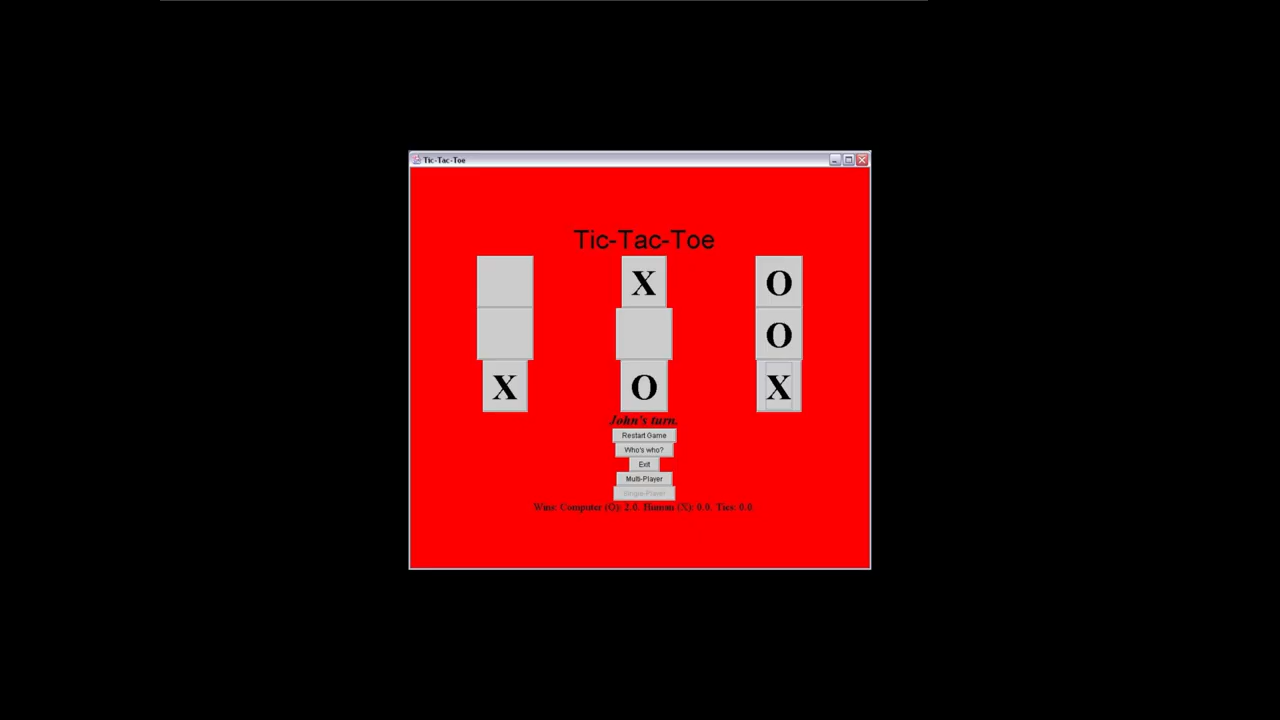 Tic-Tac-Toe
Tic-Tac-Toe
X O
O
X O X
John's turn.
Restart Game
Who's who?
Exit
Multi-Player
Single-Player
Wins: Computer (O): 2.0. Human (X): 0.0. Ties: 0.0.